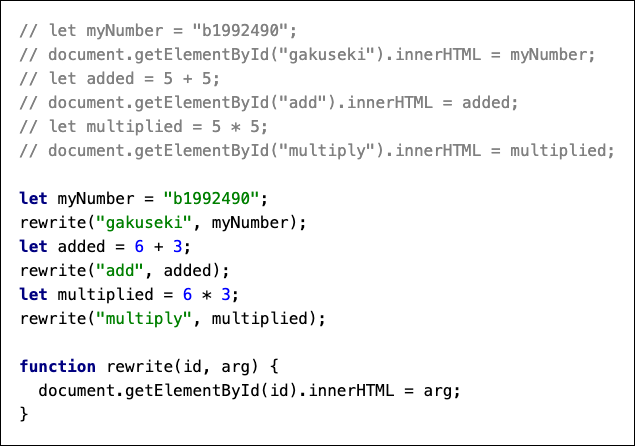 // let myNumber = "b1992490";
// document.getElementById("gakuseki").innerHTML = myNumber;
// let added = 5 + 5;
// document.getElementById("add").innerHTML = added;
// let multiplied = 5 * 5;
// document.getElementById("multiply").innerHTML = multiplied;
let myNumber = "b1992490";
rewrite("gakuseki", myNumber);
let added = 6 + 3;
rewrite("add", added);
let multiplied = 6 * 3;
rewrite("multiply", multiplied);
function rewrite(id, arg) {
  document.getElementById(id).innerHTML = arg;
}